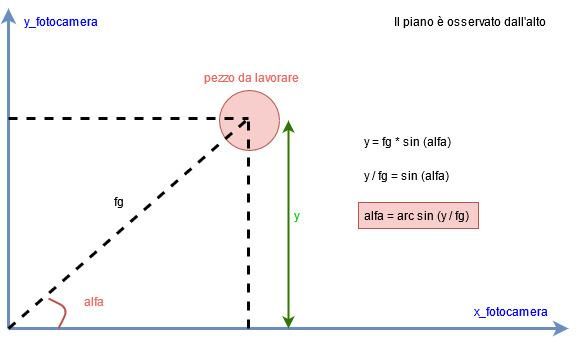 y_fotocamera
Il piano è osservato dall'alto
pezzo da lavorare
y = fg * sin (alfa)
y / fg = sin (alfa)
fg
y
alfa = arc sin (y / fg)
alfa
x_fotocamera